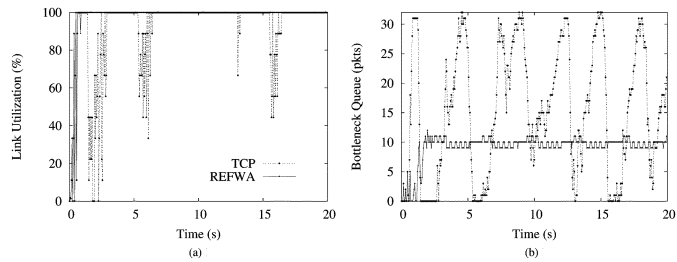 100
80
60
40
20
0
Link Utilization (%)
TCP
REFWA
0 5 10 15 20
Time (s)
(a)
30
25
20
15
10
5
0
Bottleneck Queue (pkts)
0 5 10 15 20
Time (s)
(b)